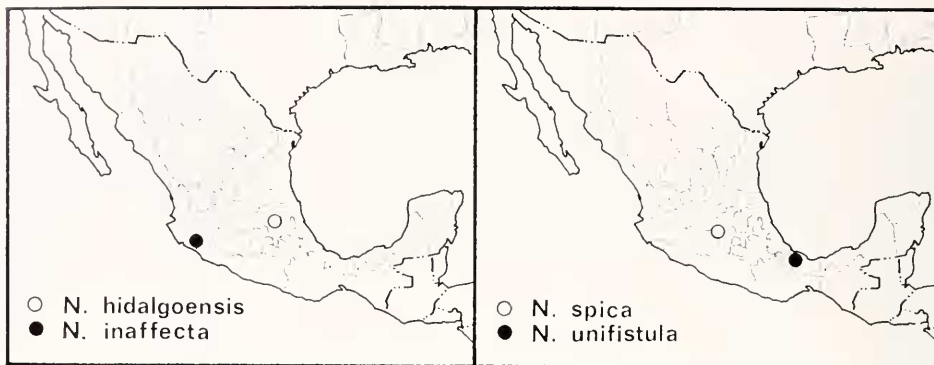 ○ N. hidalgoensis
● N. inaffecta
○ N. spica
● N. unifistula